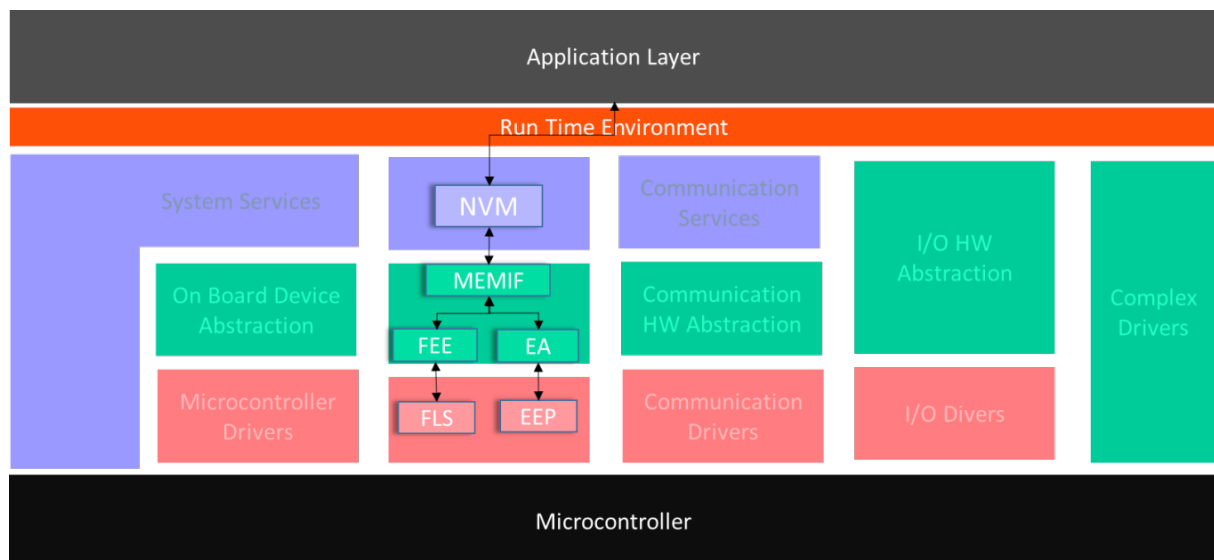 Application Layer
Run Time Environment
System Services
NVM
Communication
Services
I/O HW
Abstraction
Complex
Drivers
On Board Device
Abstraction
MEMIF
FEE
EA
Communication
HW Abstraction
Microcontroller
Drivers
FLS
EEP
Communication
Drivers
I/O Divers
Microcontroller